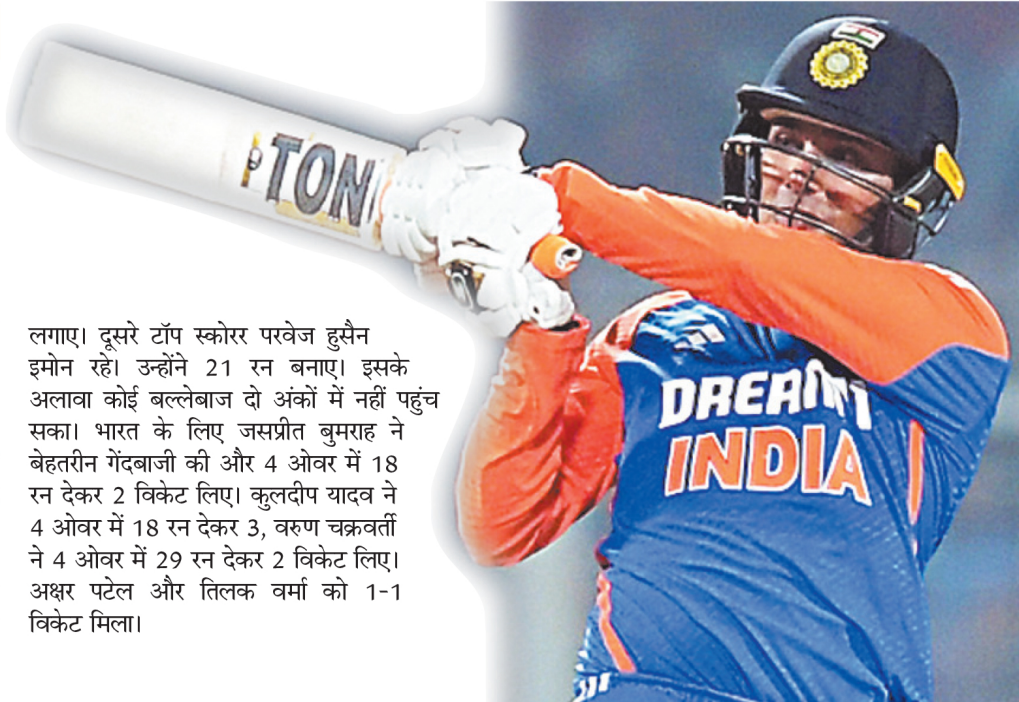 TON
DREAM11
INDIA
लगाए। दूसरे टॉप स्कोरर परवेज हुसैन
इमोन रहे। उन्होंने 21 रन बनाए। इसके
अलावा कोई बल्लेबाज दो अंकों में नहीं पहुंच
सका। भारत के लिए जसप्रीत बुमराह ने
बेहतरीन गेंदबाजी की और 4 ओवर में 18
रन देकर 2 विकेट लिए। कुलदीप यादव ने
4 ओवर में 18 रन देकर 3, वरुण चक्रवर्ती
ने 4 ओवर में 29 रन देकर 2 विकेट लिए।
अक्षर पटेल और तिलक वर्मा को 1-1
विकेट मिला।